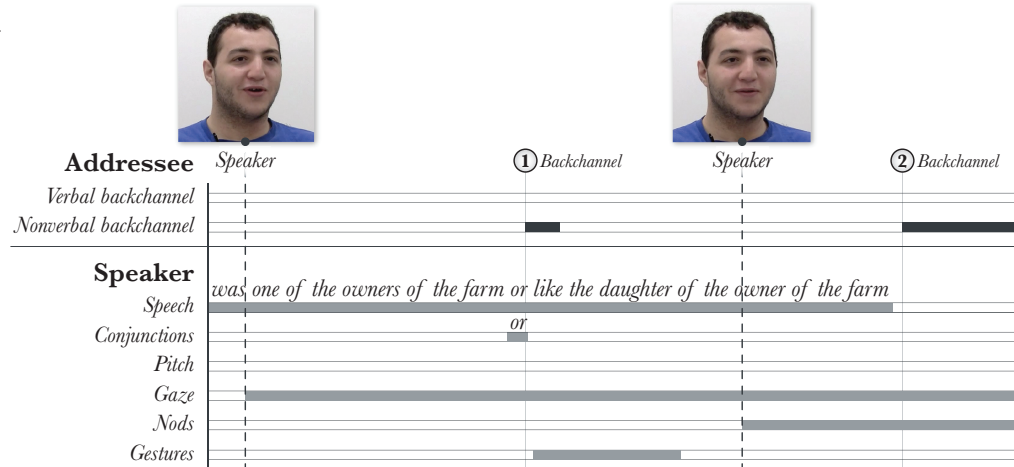 Addressee Speaker 1 Backchannel Speaker 2 Backchannel
Verbal backchannel
Nonverbal backchannel
Speaker
was one of the owners of the farm or like the daughter of the owner of the farm
Speech
or
Conjunctions
Pitch
Gaze
Nods
Gestures